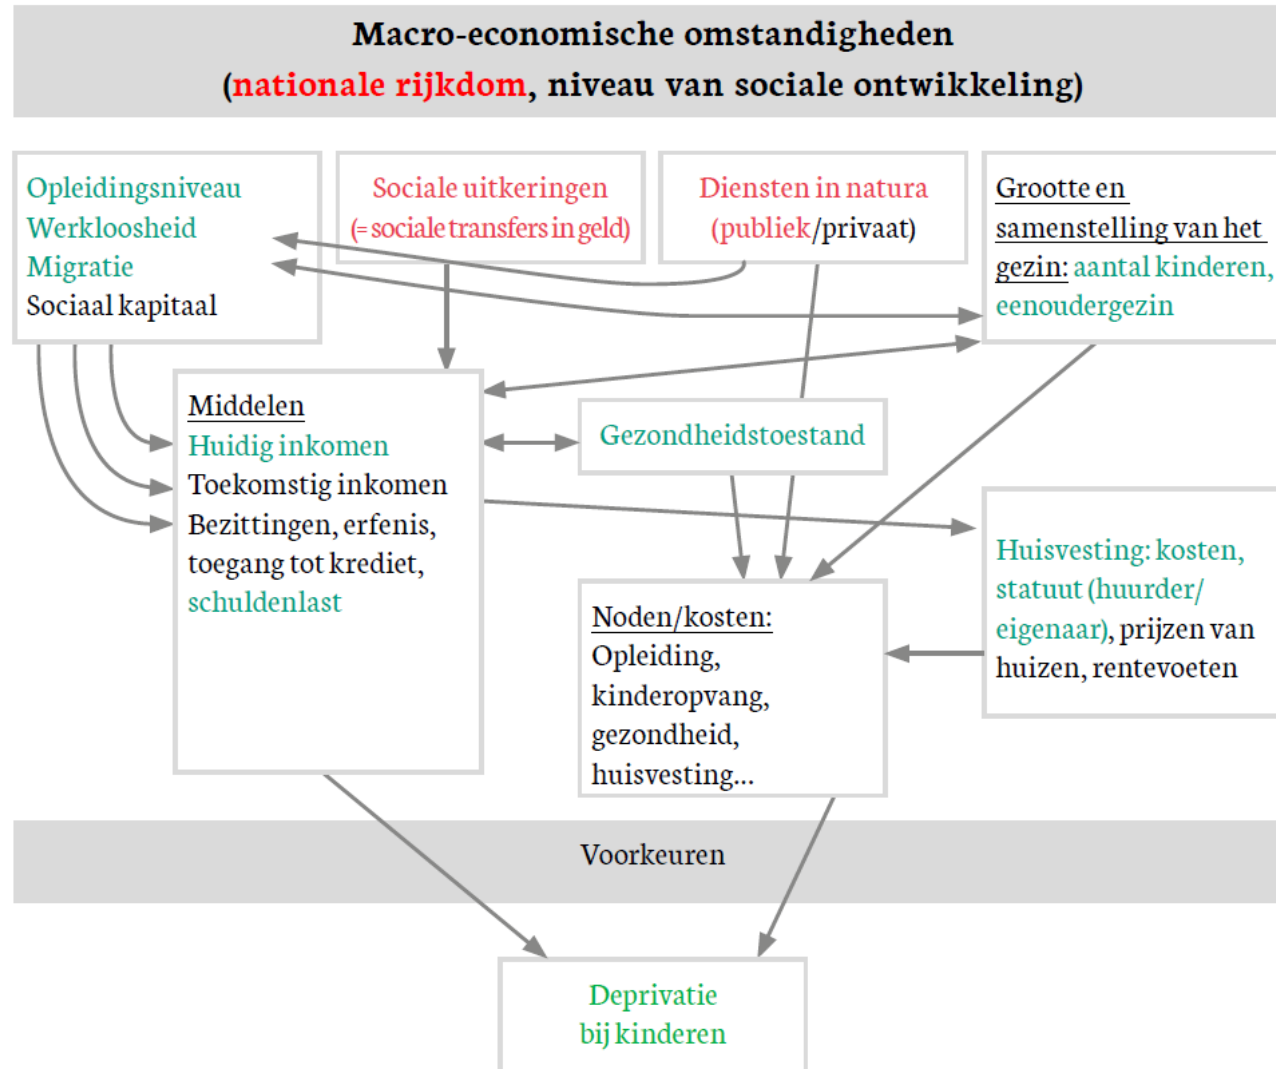 Macro-economische omstandigheden
(nationale rijkdom, niveau van sociale ontwikkeling)
Opleidingsniveau
Werkloosheid
Migratie
Sociaal kapitaal
Sociale uitkeringen
(= sociale transfers in geld)
Diensten in natura
(publiek/privaat)
Grootte en
samenstelling van het
gezin: aantal kinderen,
eenoudergezin
Middelen
Huidig inkomen
Toekomstig inkomen
Bezittingen, erfenis,
toegang tot krediet,
schuldenlast
Gezondheidstoestand
Huisvesting: kosten,
statuut (huurder/
eigenaar), prijzen van
huizen, rentevoeten
Noden/kosten:
Opleiding,
kinderopvang,
gezondheid,
huisvesting...
Voorkeuren
Deprivatie
bij kinderen